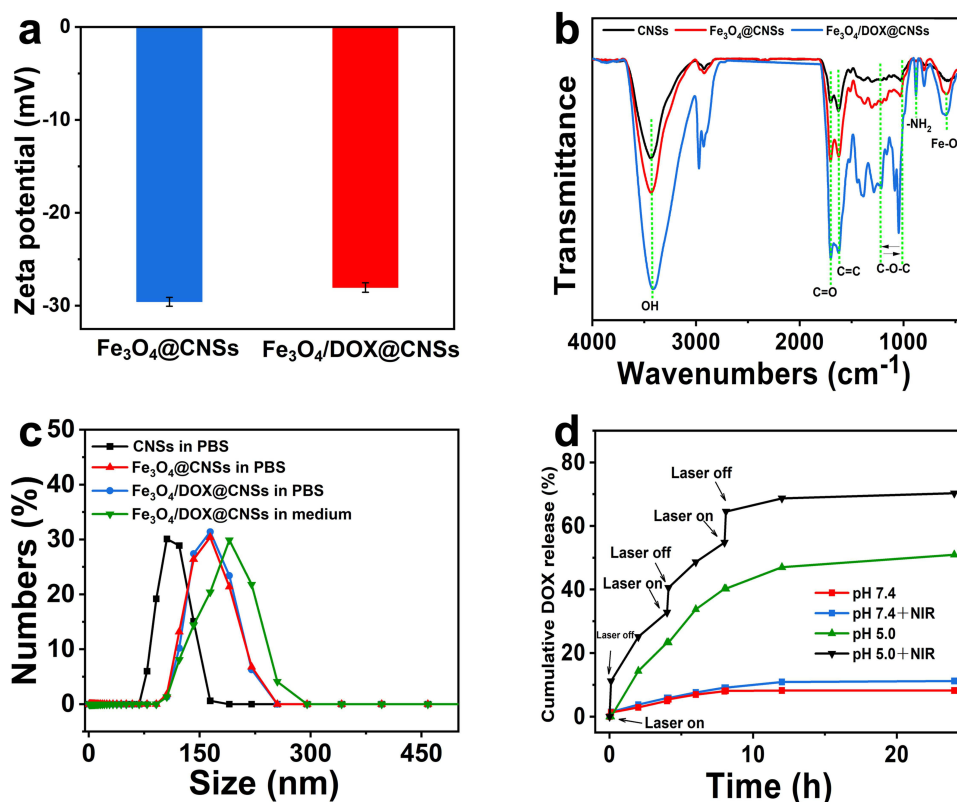 a
Zeta potential (mV)
0
-5
-10
-15
-20
-25
-30
Fe₃O₄@CNSs
Fe₃O₄/DOX@CNSs
b
CNSs
Fe₃O₄@CNSs
Fe₃O₄/DOX@CNSs
Transmittance
OH
C=O
C=C
C-O-C
-NH₂
Fe-O
4000 3000 2000 1000
Wavenumbers (cm⁻¹)
c
Numbers (%)
50
40
30
20
10
0
CNSs in PBS
Fe₃O₄@CNSs in PBS
Fe₃O₄/DOX@CNSs in PBS
Fe₃O₄/DOX@CNSs in medium
0 150 300 450
Size (nm)
d
Cumulative DOX release (%)
80
60
40
20
0
Laser off
Laser on
Laser off
Laser on
Laser off
Laser on
pH 7.4
pH 7.4+NIR
pH 5.0
pH 5.0+NIR
0 10 20
Time (h)